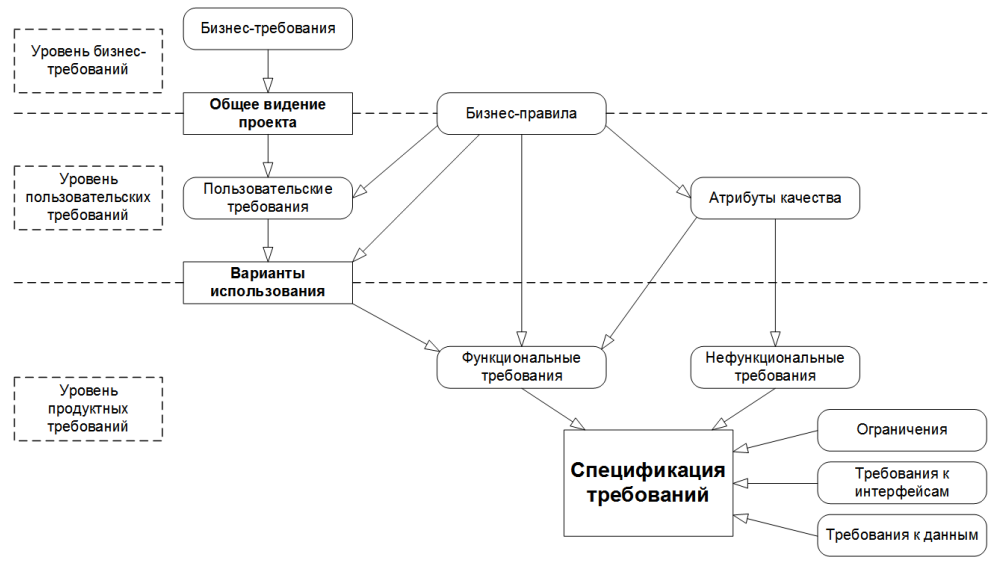 Бизнес-требования
Уровень бизнес-
требований
Общее видение
проекта
Бизнес-правила
Уровень
пользовательских
требований
Пользовательские
требования
Атрибуты качества
Варианты
использования
Функциональные
требования
Нефункциональные
требования
Уровень
продуктных
требований
Ограничения
Спецификация
требований
Требования к
интерфейсам
Требования к данным